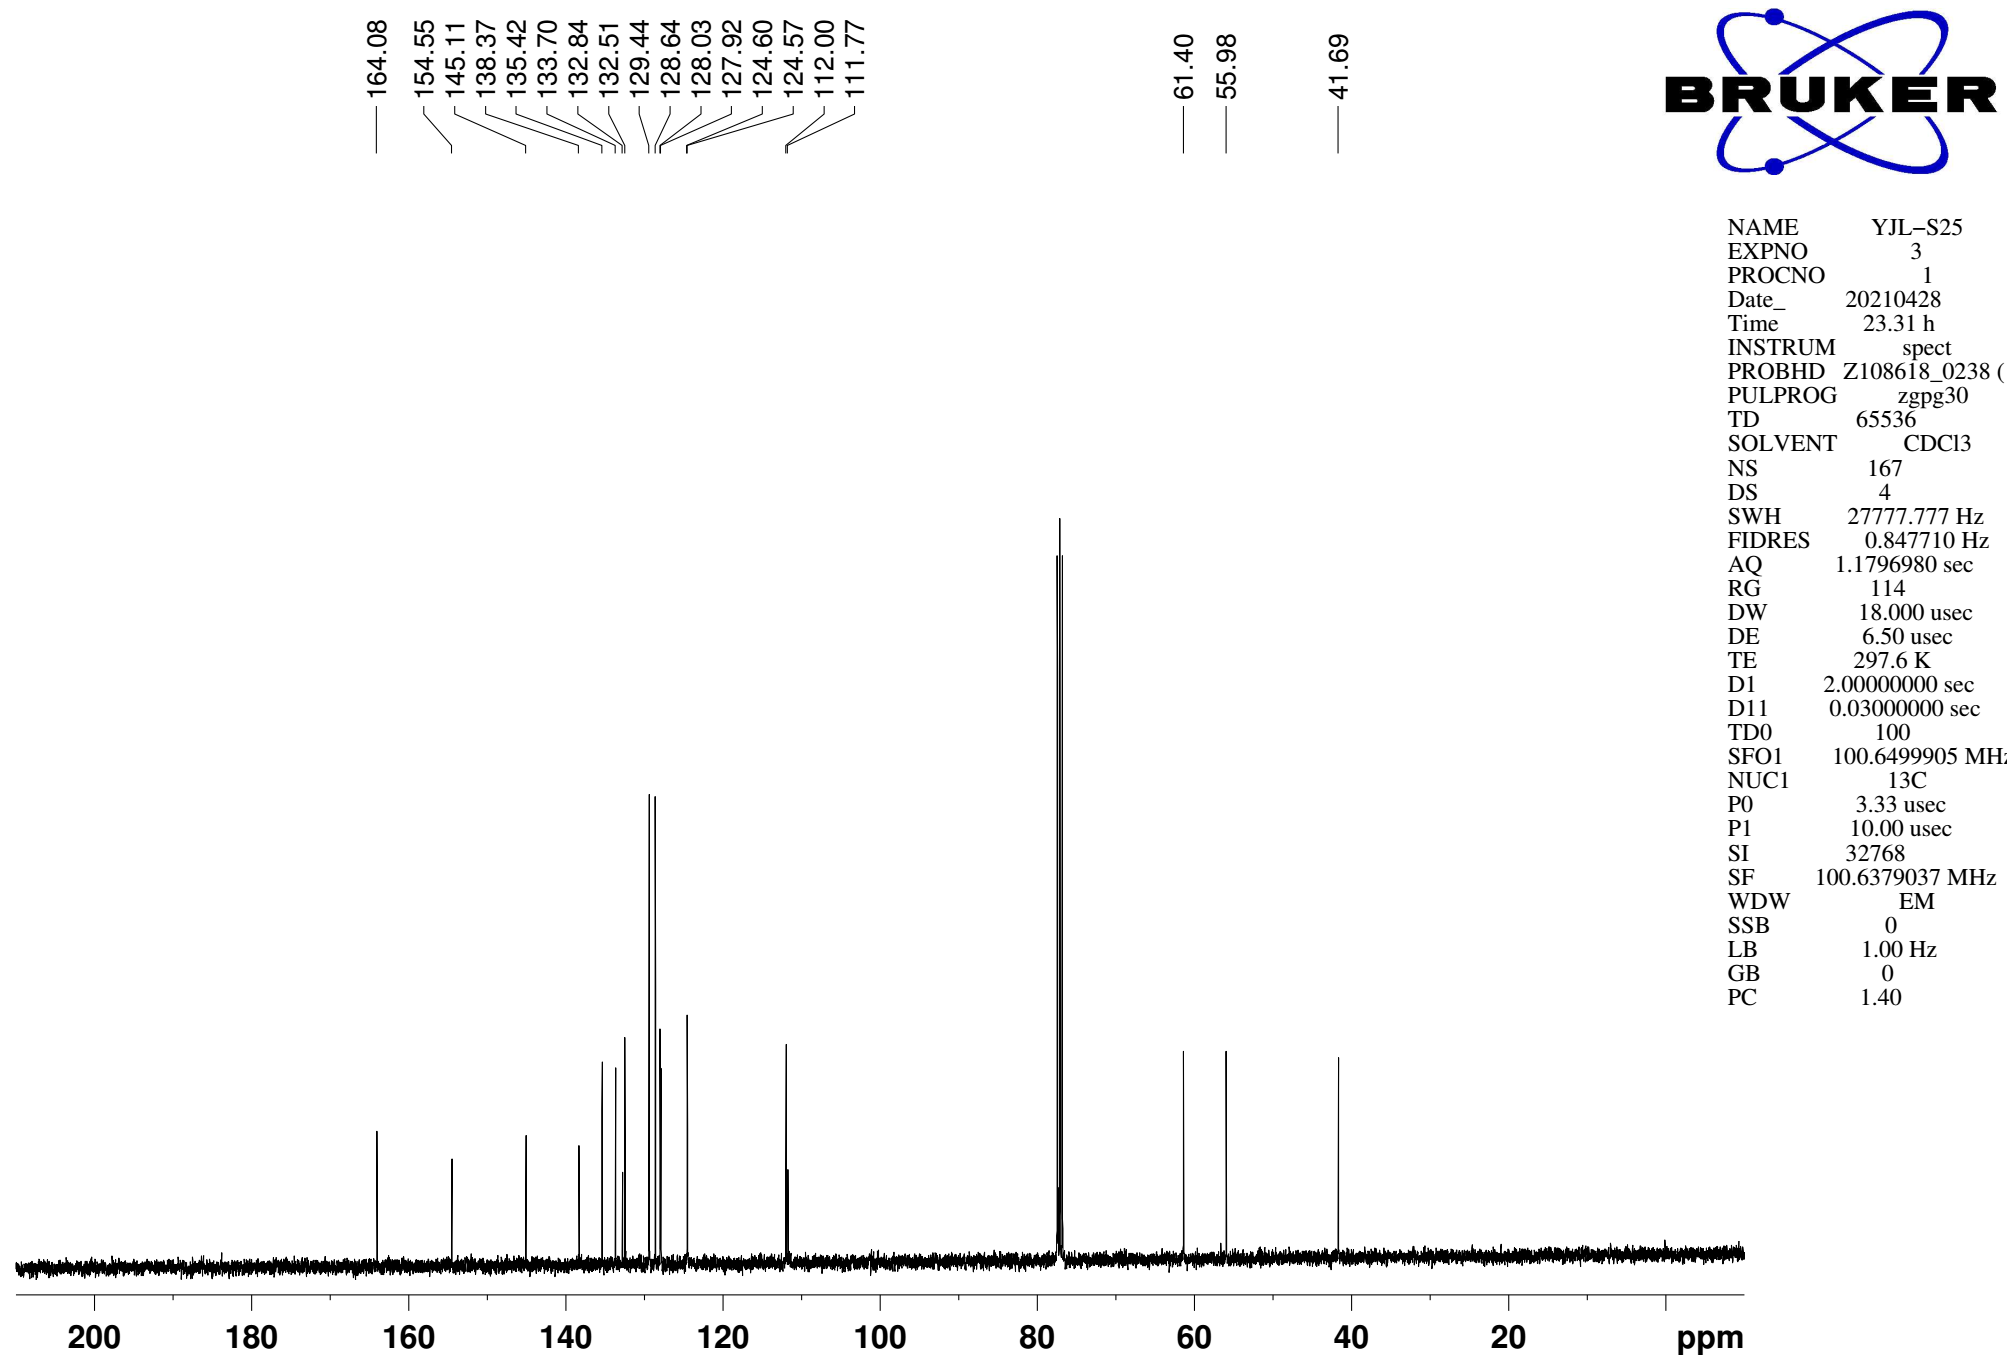 164.08
154.55
145.11
138.37
135.42
133.70
132.84
132.51
129.44
128.64
128.03
127.92
124.60
124.57
112.00
111.77
61.40
55.98
41.69
BRUKER
NAME YJL-S25
EXPNO 3
PROCNO 1
Date_ 20210428
Time 23.31 h
INSTRUM spect
PROBHD Z108618_0238 (
PULPROG zgpg30
TD 65536
SOLVENT CDCl3
NS 167
DS 4
SWH 27777.777 Hz
FIDRES 0.847710 Hz
AQ 1.1796980 sec
RG 114
DW 18.000 usec
DE 6.50 usec
TE 297.6 K
D1 2.00000000 sec
D11 0.03000000 sec
TD0 100
SFO1 100.6499905 MHz
NUC1 13C
P0 3.33 usec
P1 10.00 usec
SI 32768
SF 100.6379037 MHz
WDW EM
SSB 0
LB 1.00 Hz
GB 0
PC 1.40
200 180 160 140 120 100 80 60 40 20 ppm